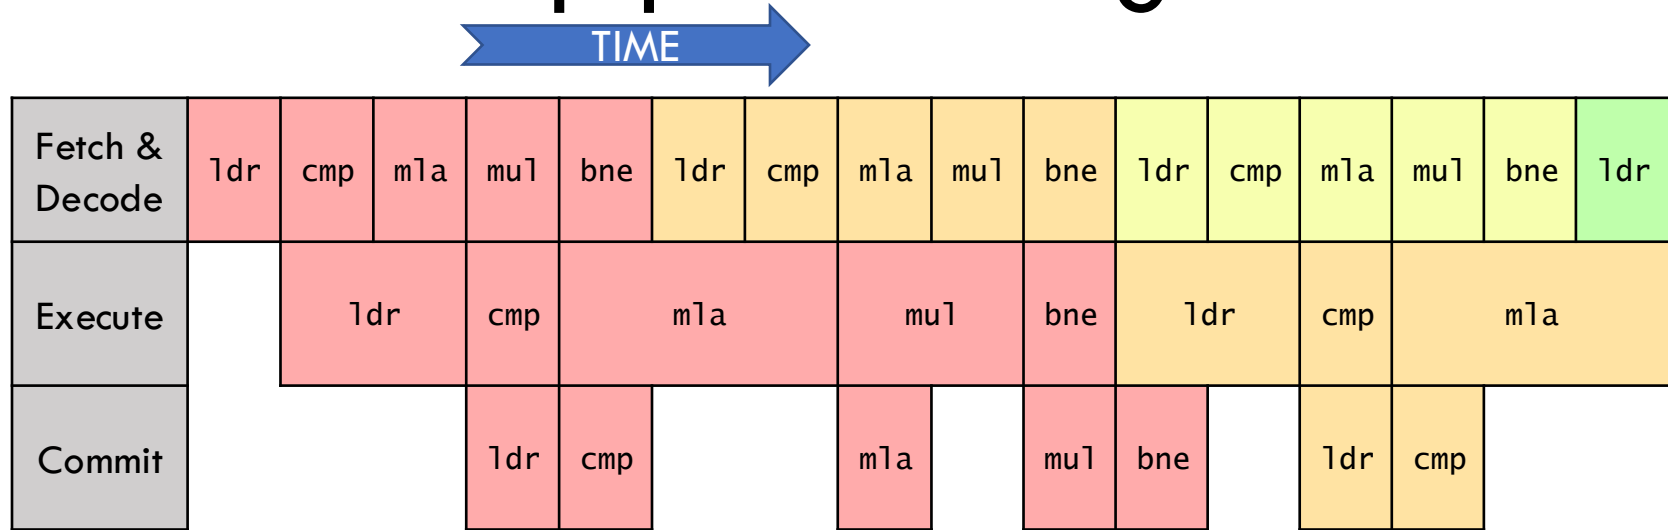 TIME
Fetch &
Decode
ldr cmp mla mul bne ldr cmp mla mul bne ldr cmp mla mul bne ldr
Execute ldr cmp mla mul bne ldr cmp mla
Commit ldr cmp mla mul bne ldr cmp